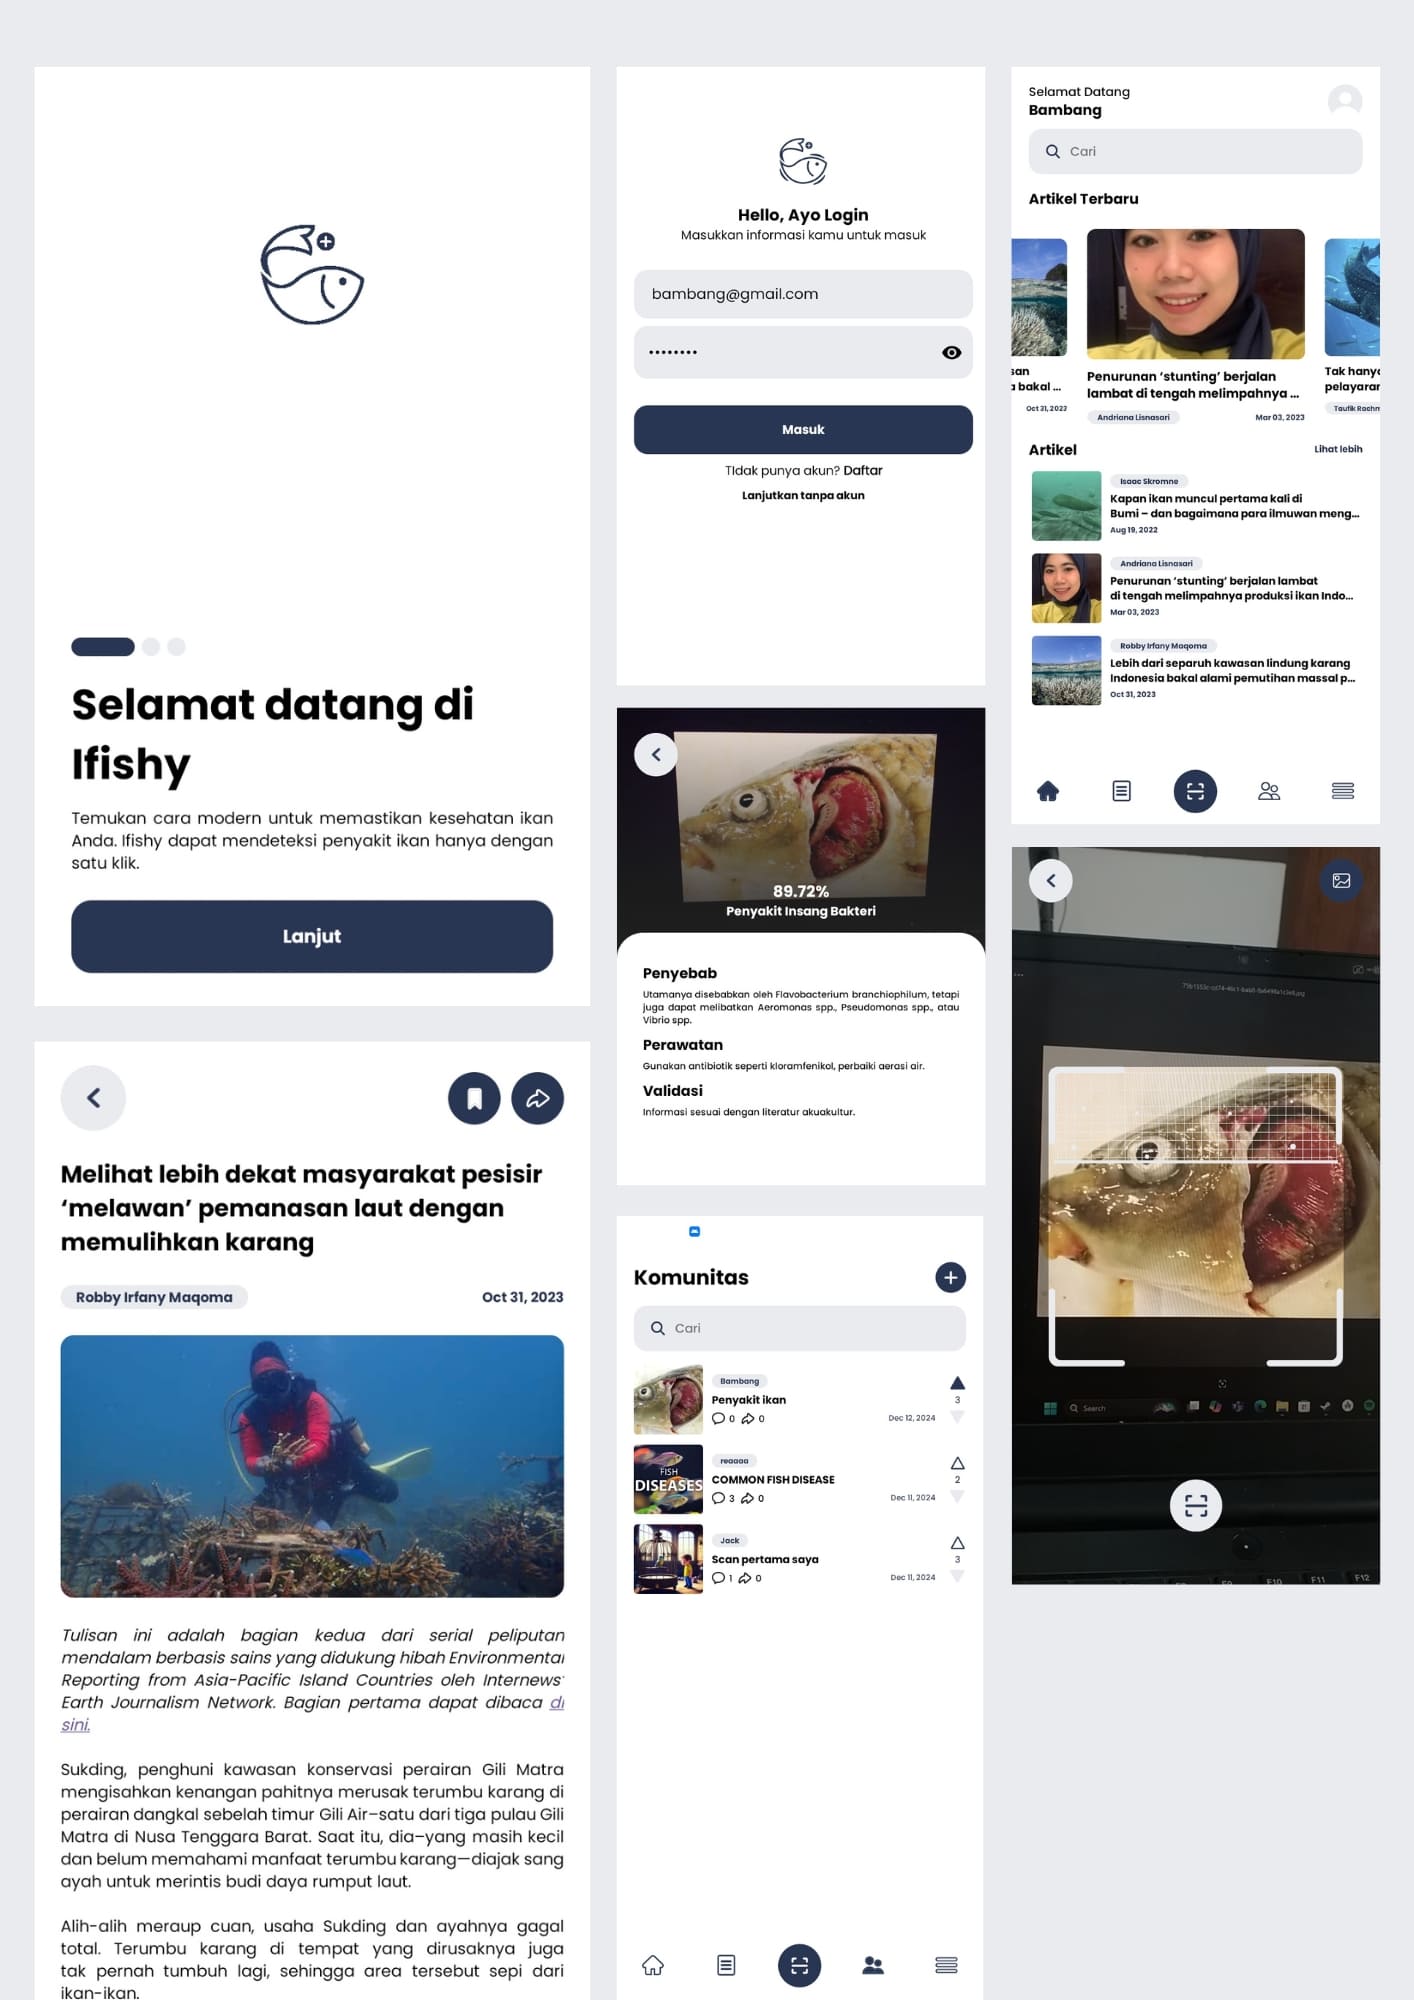 Selamat datang di
Ifishy
Temukan cara modern untuk memastikan kesehatan ikan
Anda. Ifishy dapat mendeteksi penyakit ikan hanya dengan
satu klik.
Lanjut
Melihat lebih dekat masyarakat pesisir
‘melawan’ pemanasan laut dengan
memulihkan karang
Robby Irfany Maqoma
Oct 31, 2023
Tulisan ini adalah bagian kedua dari serial peliputan
mendalam berbasis sains yang didukung hibah Environmental
Reporting from Asia-Pacific Island Countries oleh Internews'
Earth Journalism Network. Bagian pertama dapat dibaca di
sini.
Sukding, penghuni kawasan konservasi perairan Gili Matra
mengisahkan kenangan pahitnya merusak terumbu karang di
perairan dangkal sebelah timur Gili Air–satu dari tiga pulau Gili
Matra di Nusa Tenggara Barat. Saat itu, dia–yang masih kecil
dan belum memahami manfaat terumbu karang—diajak sang
ayah untuk merintis budi daya rumput laut.
Alih-alih meraup cuan, usaha Sukding dan ayahnya gagal
total. Terumbu karang di tempat yang dirusaknya juga
tak pernah tumbuh lagi, sehingga area tersebut sepi dari
ikan-ikan.
Hello, Ayo Login
Masukkan informasi kamu untuk masuk
bambang@gmail.com
••••••••
Masuk
TIdak punya akun? Daftar
Lanjutkan tanpa akun
89.72%
Penyakit Insang Bakteri
Penyebab
Utamanya disebabkan oleh Flavobacterium branchiophilum, tetapi
juga dapat melibatkan Aeromonas spp., Pseudomonas spp., atau
Vibrio spp.
Perawatan
Gunakan antibiotik seperti kloramfenikol, perbaiki aerasi air.
Validasi
Informasi sesuai dengan literatur akuakultur.
Komunitas
Cari
Bambang
Penyakit ikan
0 0
Dec 12, 2024
3
reaaaa
FISH
DISEASES
COMMON FISH DISEASE
3 0
Dec 11, 2024
2
Jack
Scan pertama saya
1 0
Dec 11, 2024
3
Selamat Datang
Bambang
Cari
Artikel Terbaru
san
a bakal ...
Oct 31, 2023
Penurunan ‘stunting’ berjalan
lambat di tengah melimpahnya ...
Andriana Lisnasari
Mar 03, 2023
Tak hanya
pelayaran
Taufik Rachm
Artikel
Lihat lebih
Isaac Skromne
Kapan ikan muncul pertama kali di
Bumi – dan bagaimana para ilmuwan meng...
Aug 19, 2022
Andriana Lisnasari
Penurunan ‘stunting’ berjalan lambat
di tengah melimpahnya produksi ikan Indo...
Mar 03, 2023
Robby Irfany Maqoma
Lebih dari separuh kawasan lindung karang
Indonesia bakal alami pemutihan massal p...
Oct 31, 2023
Search
F10 F11 F12